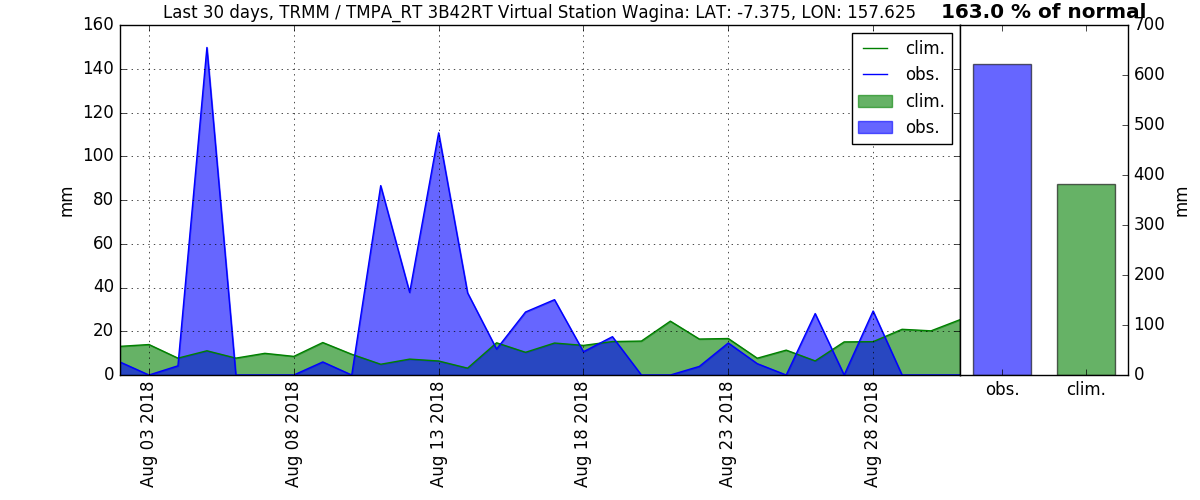 Last 30 days, TRMM / TMPA_RT 3B42RT Virtual Station Wagina: LAT: -7.375, LON: 157.625
163.0 % of normal
160
140
120
100
80
60
40
20
0
mm
clim.
obs.
clim.
obs.
Aug 03 2018
Aug 08 2018
Aug 13 2018
Aug 18 2018
Aug 23 2018
Aug 28 2018
700
600
500
400
300
200
100
0
mm
obs.
clim.